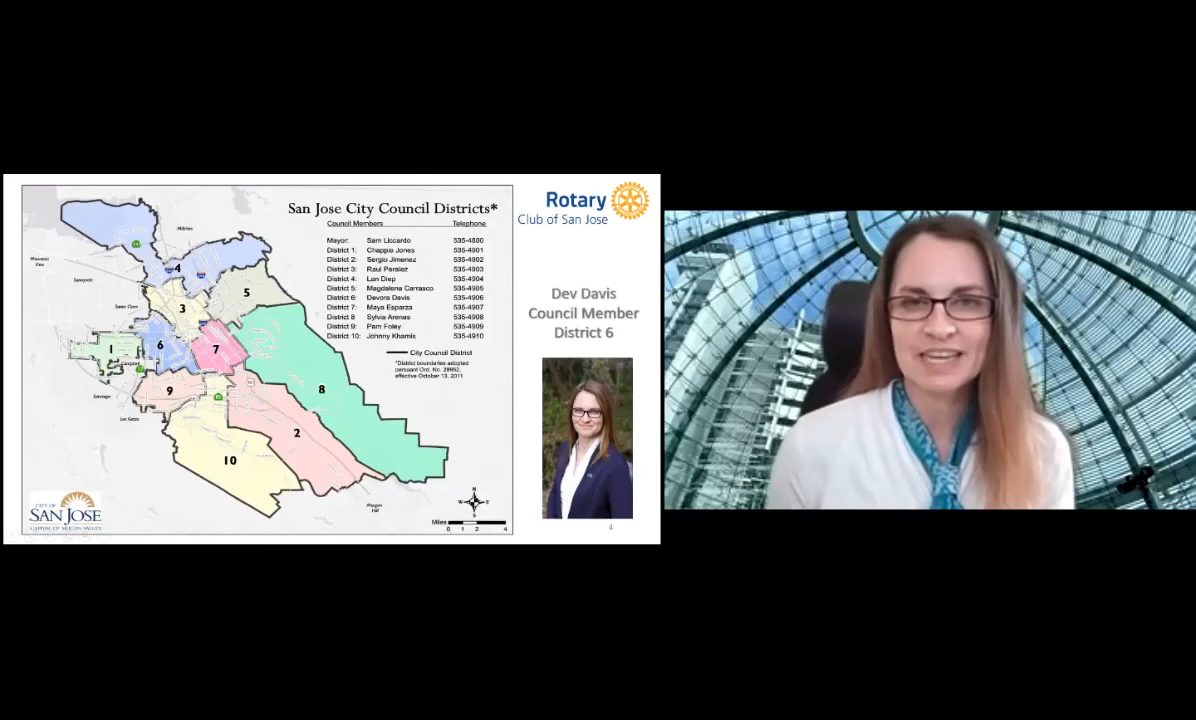 San Jose City Council Districts*
Council Members Telephone
Mayor: Sam Liccardo 535-4800
District 1: Chappie Jones 535-4901
District 2: Sergio Jimenez 535-4902
District 3: Raul Peralez 535-4903
District 4: Lan Diep 535-4904
District 5: Magdalena Carrasco 535-4905
District 6: Devora Davis 535-4906
District 7: Maya Esparza 535-4907
District 8 Sylvia Arenas 535-4908
District 9: Pam Foley 535-4909
District 10: Johnny Khamis 535-4910
City Council District
*District boundaries adopted
pursuant Ord. No. 28952,
effective October 13, 2011
Milpitas
Mountain
View
Sunnyvale
Santa Clara
Campbell
Saratoga
Los Gatos
Morgan
Hill
4
5
3
1
6
7
9
8
2
10
N
W E
S
Miles
0 1 2 4
CITY OF
SAN JOSE
CAPITAL OF SILICON VALLEY
Rotary
Club of San Jose
Dev Davis
Council Member
District 6
4